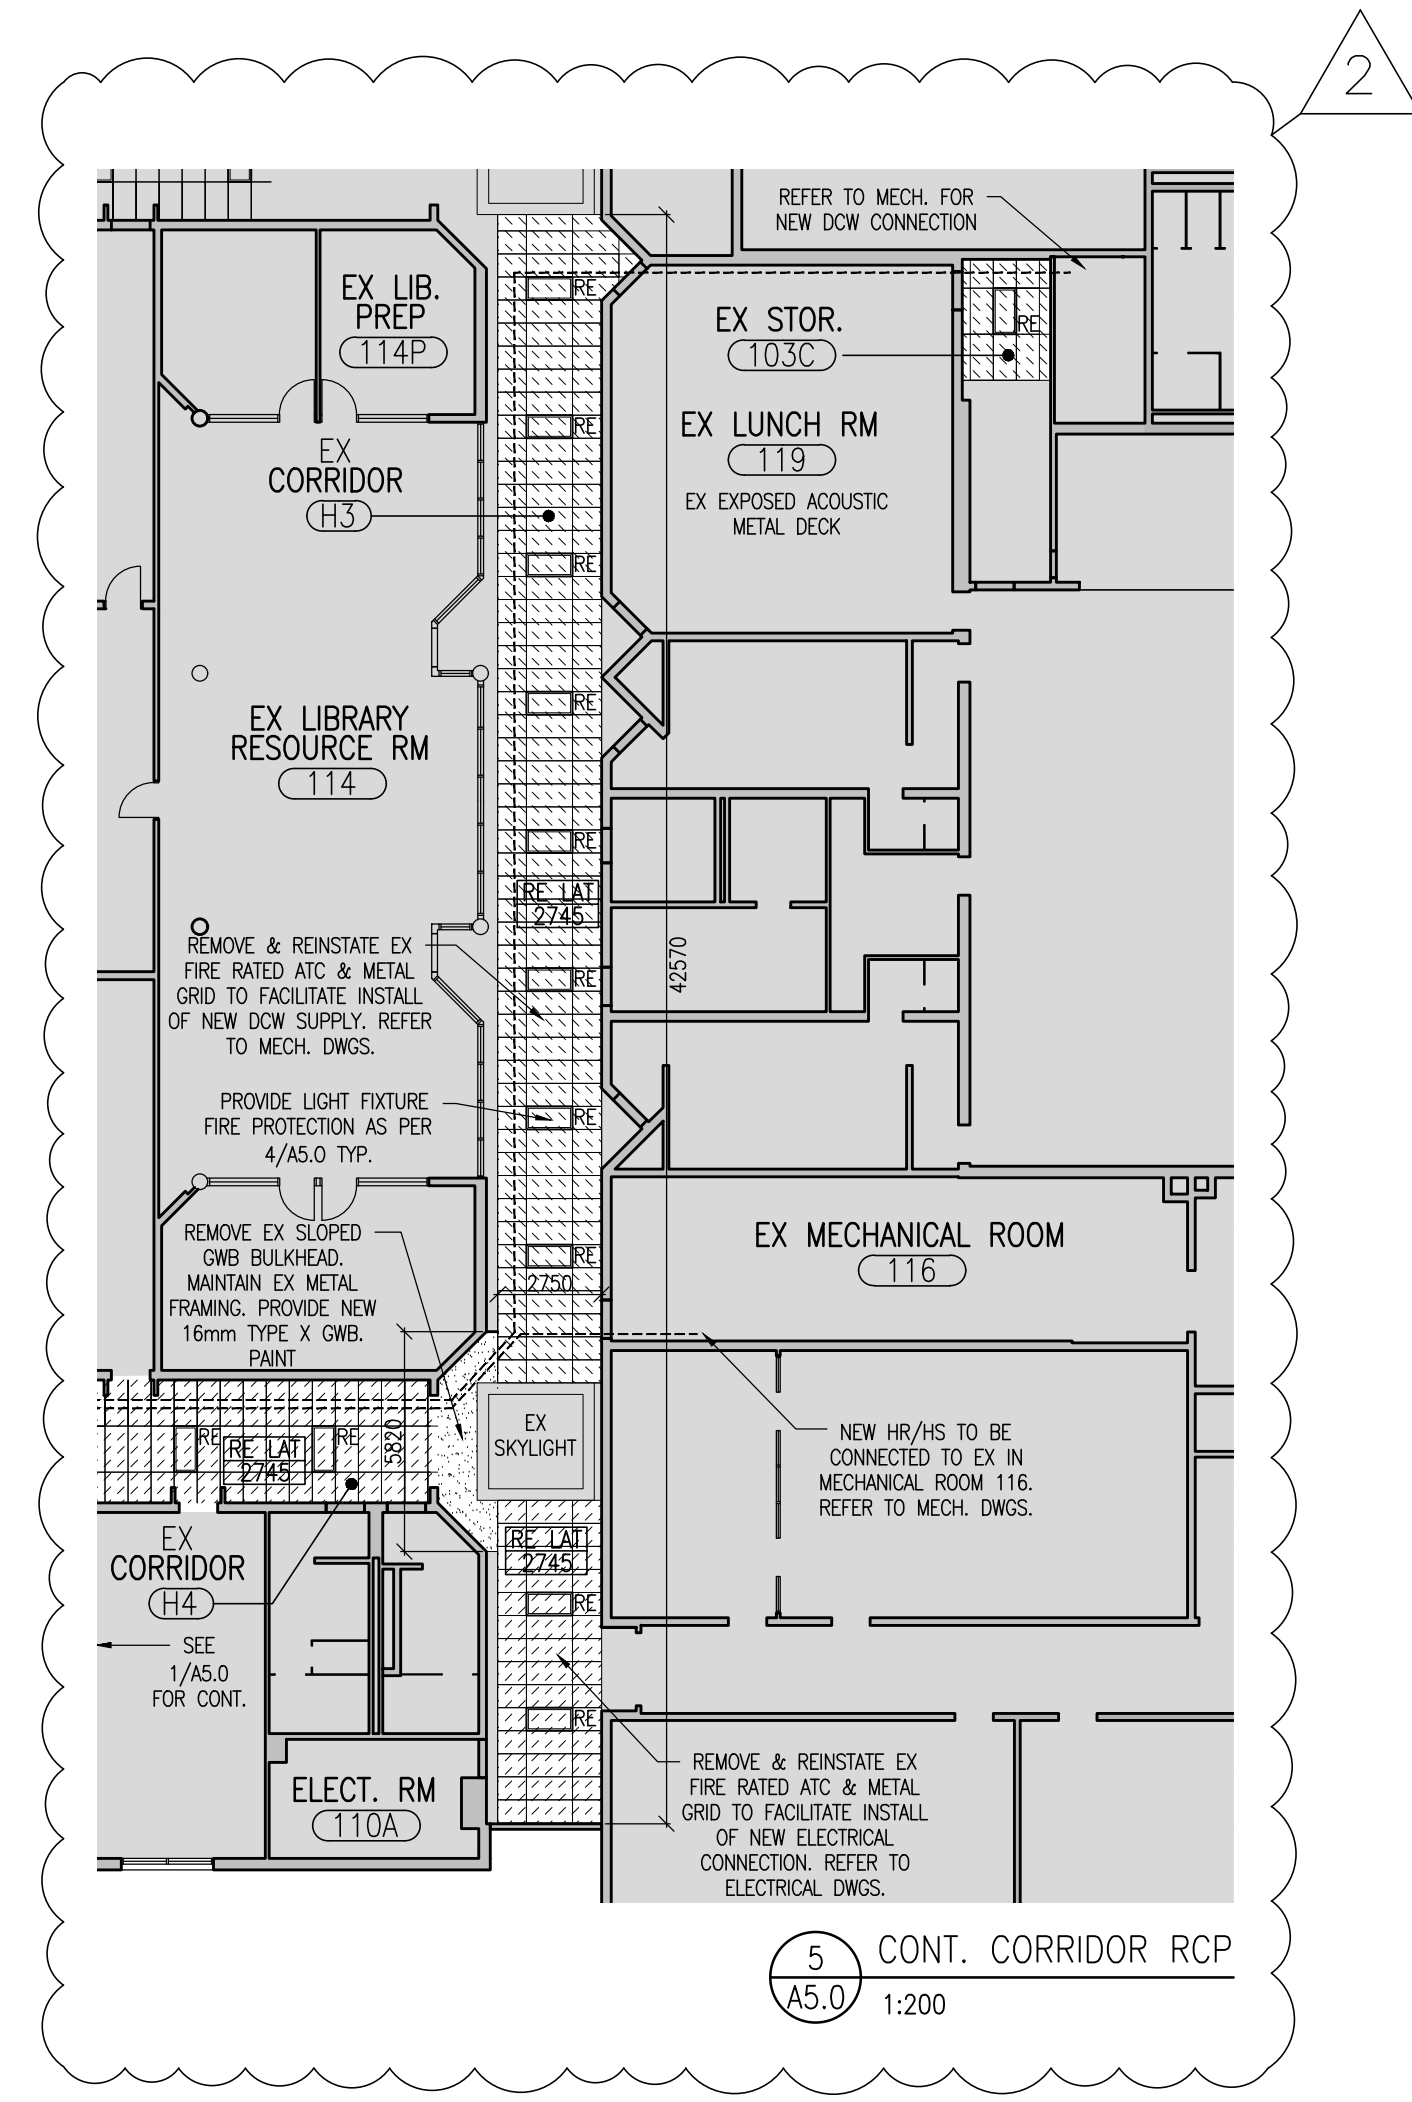 2
REFER TO MECH. FOR
NEW DCW CONNECTION
EX LIB.
PREP
114P
RE
EX STOR.
103C
RE
EX
CORRIDOR
H3
RE
EX LUNCH RM
119
EX EXPOSED ACOUSTIC
METAL DECK
RE
RE
EX LIBRARY
RESOURCE RM
114
RE
RE LAT
2745
42570
REMOVE & REINSTATE EX
FIRE RATED ATC & METAL
GRID TO FACILITATE INSTALL
OF NEW DCW SUPPLY. REFER
TO MECH. DWGS.
RE
PROVIDE LIGHT FIXTURE
FIRE PROTECTION AS PER
4/A5.0 TYP.
RE
REMOVE EX SLOPED
GWB BULKHEAD.
MAINTAIN EX METAL
FRAMING. PROVIDE NEW
16mm TYPE X GWB.
PAINT
RE
2750
EX MECHANICAL ROOM
116
5820
EX
SKYLIGHT
RE
RE LAT
2745
RE
NEW HR/HS TO BE
CONNECTED TO EX IN
MECHANICAL ROOM 116.
REFER TO MECH. DWGS.
EX
CORRIDOR
H4
RE LAT
2745
RE
SEE
1/A5.0
FOR CONT.
RE
ELECT. RM
110A
REMOVE & REINSTATE EX
FIRE RATED ATC & METAL
GRID TO FACILITATE INSTALL
OF NEW ELECTRICAL
CONNECTION. REFER TO
ELECTRICAL DWGS.
5
A5.0
CONT. CORRIDOR RCP
1:200